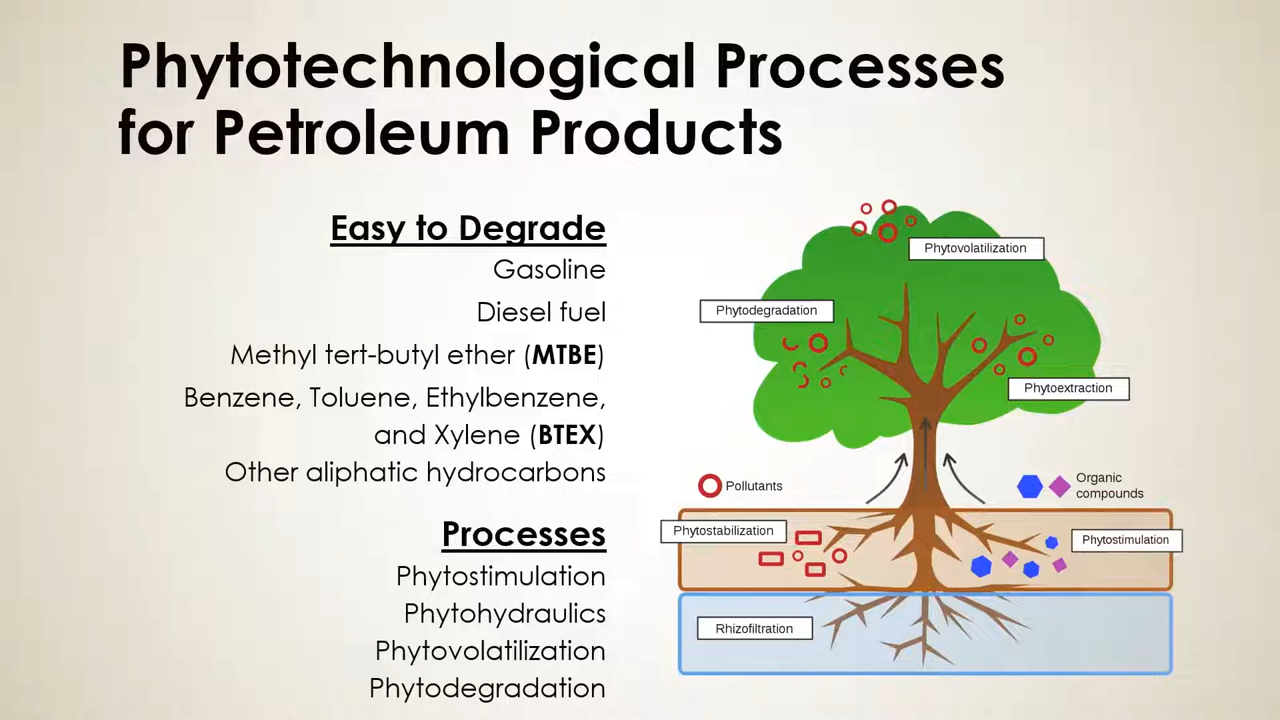 Phytotechnological Processes
for Petroleum Products
Easy to Degrade
Gasoline
Diesel fuel
Methyl tert-butyl ether (MTBE)
Benzene, Toluene, Ethylbenzene,
and Xylene (BTEX)
Other aliphatic hydrocarbons
Processes
Phytostimulation
Phytohydraulics
Phytovolatilization
Phytodegradation
Phytovolatilization
Phytodegradation
Phytoextraction
Pollutants
Organic
compounds
Phytostabilization
Phytostimulation
Rhizofiltration